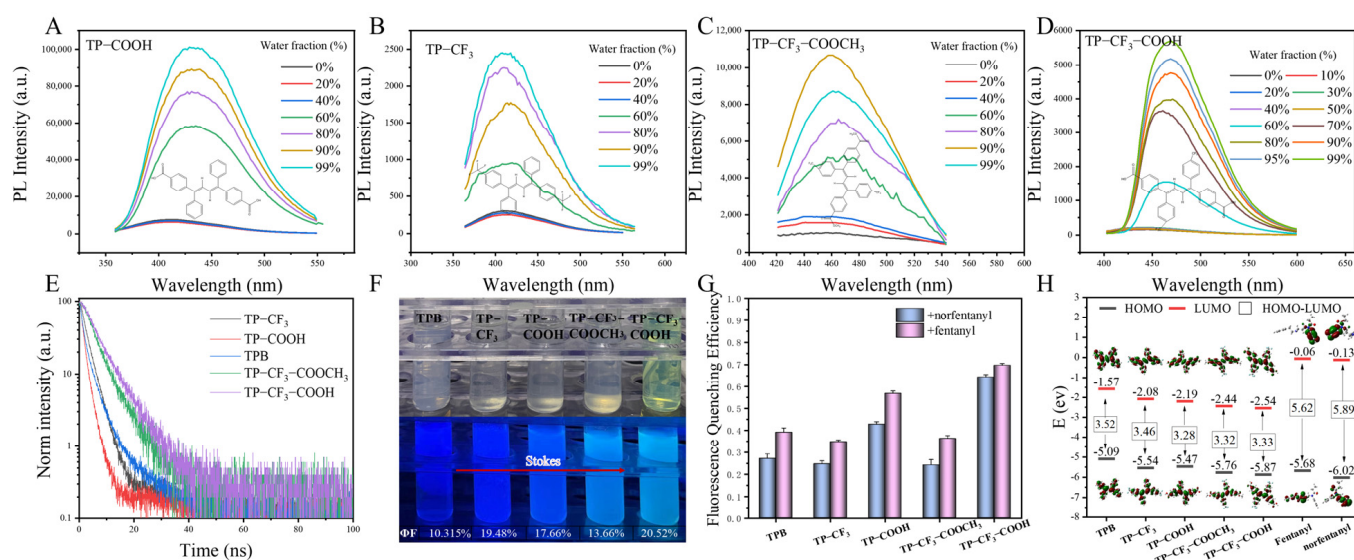 A
TP−COOH
Water fraction (%)
0%
20%
40%
60%
80%
90%
99%
PL Intensity (a.u.)
100,000
75,000
50,000
25,000
0
350 400 450 500 550
Wavelength (nm)
B
TP−CF3
Water fraction (%)
0%
20%
40%
60%
80%
90%
99%
PL Intensity (a.u.)
2500
2000
1500
1000
500
0
300 350 400 450 500 550 600
Wavelength (nm)
C
TP−CF3−COOCH3
Water fraction (%)
0%
20%
40%
60%
80%
90%
99%
PL Intensity (a.u.)
12,000
10,000
8,000
6,000
4,000
2,000
0
400 420 440 460 480 500 520 540 560 580 600
Wavelength (nm)
D
TP−CF3−COOH
Water fraction (%)
0% 10%
20% 30%
40% 50%
60% 70%
80% 90%
95% 99%
PL Intensity (a.u.)
6000
5000
4000
3000
2000
1000
0
400 450 500 550 600 650
Wavelength (nm)
E
TP−CF3
TP−COOH
TPB
TP−CF3−COOCH3
TP−CF3−COOH
Norm intensity (a.u.)
100
10
1
0.1
0 20 40 60 80 100
Time (ns)
F
TPB TP−CF3 TP−COOH TP−CF3−COOCH3 TP−CF3−COOH
Stokes
ΦF 10.315% 19.48% 17.66% 13.66% 20.52%
G
+norfentanyl
+fentanyl
Fluorescence Quenching Efficiency
1.0
0.9
0.8
0.7
0.6
0.5
0.4
0.3
0.2
0.1
0.0
TPB TP−CF3 TP−COOH TP−CF3−COOCH3 TP−CF3−COOH
H
HOMO LUMO HOMO-LUMO
E (ev)
3
2
1
0
-1
-2
-3
-4
-5
-6
-7
-8
-0.06 -0.13
-1.57 -2.08 -2.19 -2.44 -2.54
3.52 3.46 3.28 3.32 3.33 5.62 5.89
-5.09 -5.54 -5.47 -5.76 -5.87 -5.68 -6.02
TPB TP−CF3 TP−COOH TP−CF3−COOCH3 TP−CF3−COOH Fentanyl norfentanyl